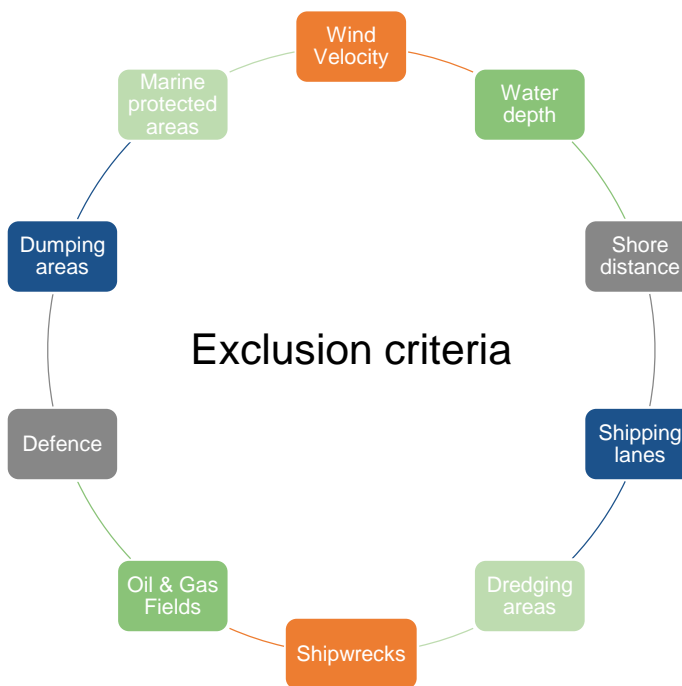 Wind
Velocity
Water
depth
Shore
distance
Shipping
lanes
Dredging
areas
Shipwrecks
Oil & Gas
Fields
Defence
Dumping
areas
Marine
protected
areas
Exclusion criteria